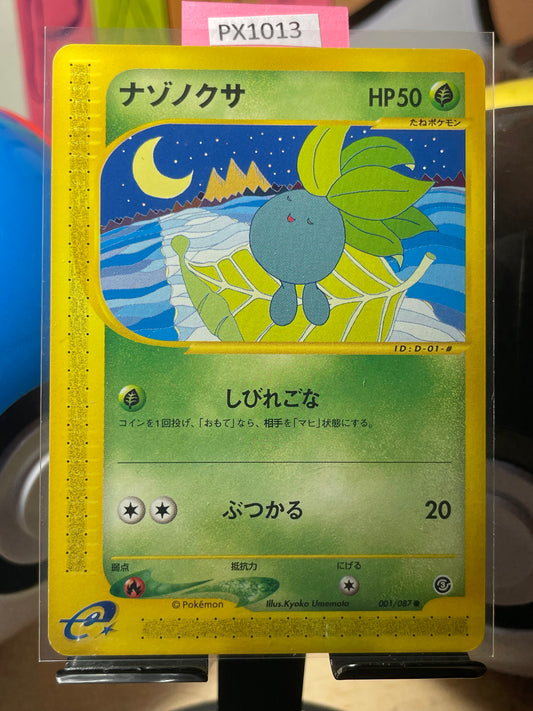 PX1013
ナゾノクサ HP50
たねポケモン
ID:D-01-#
しびれごな
コインを1回投げ、「おもて」なら、相手を「マヒ」状態にする。
ぶつかる 20
弱点 抵抗力 にげる
©Pokémon Illus.Kyoko Umemoto 001/087
e